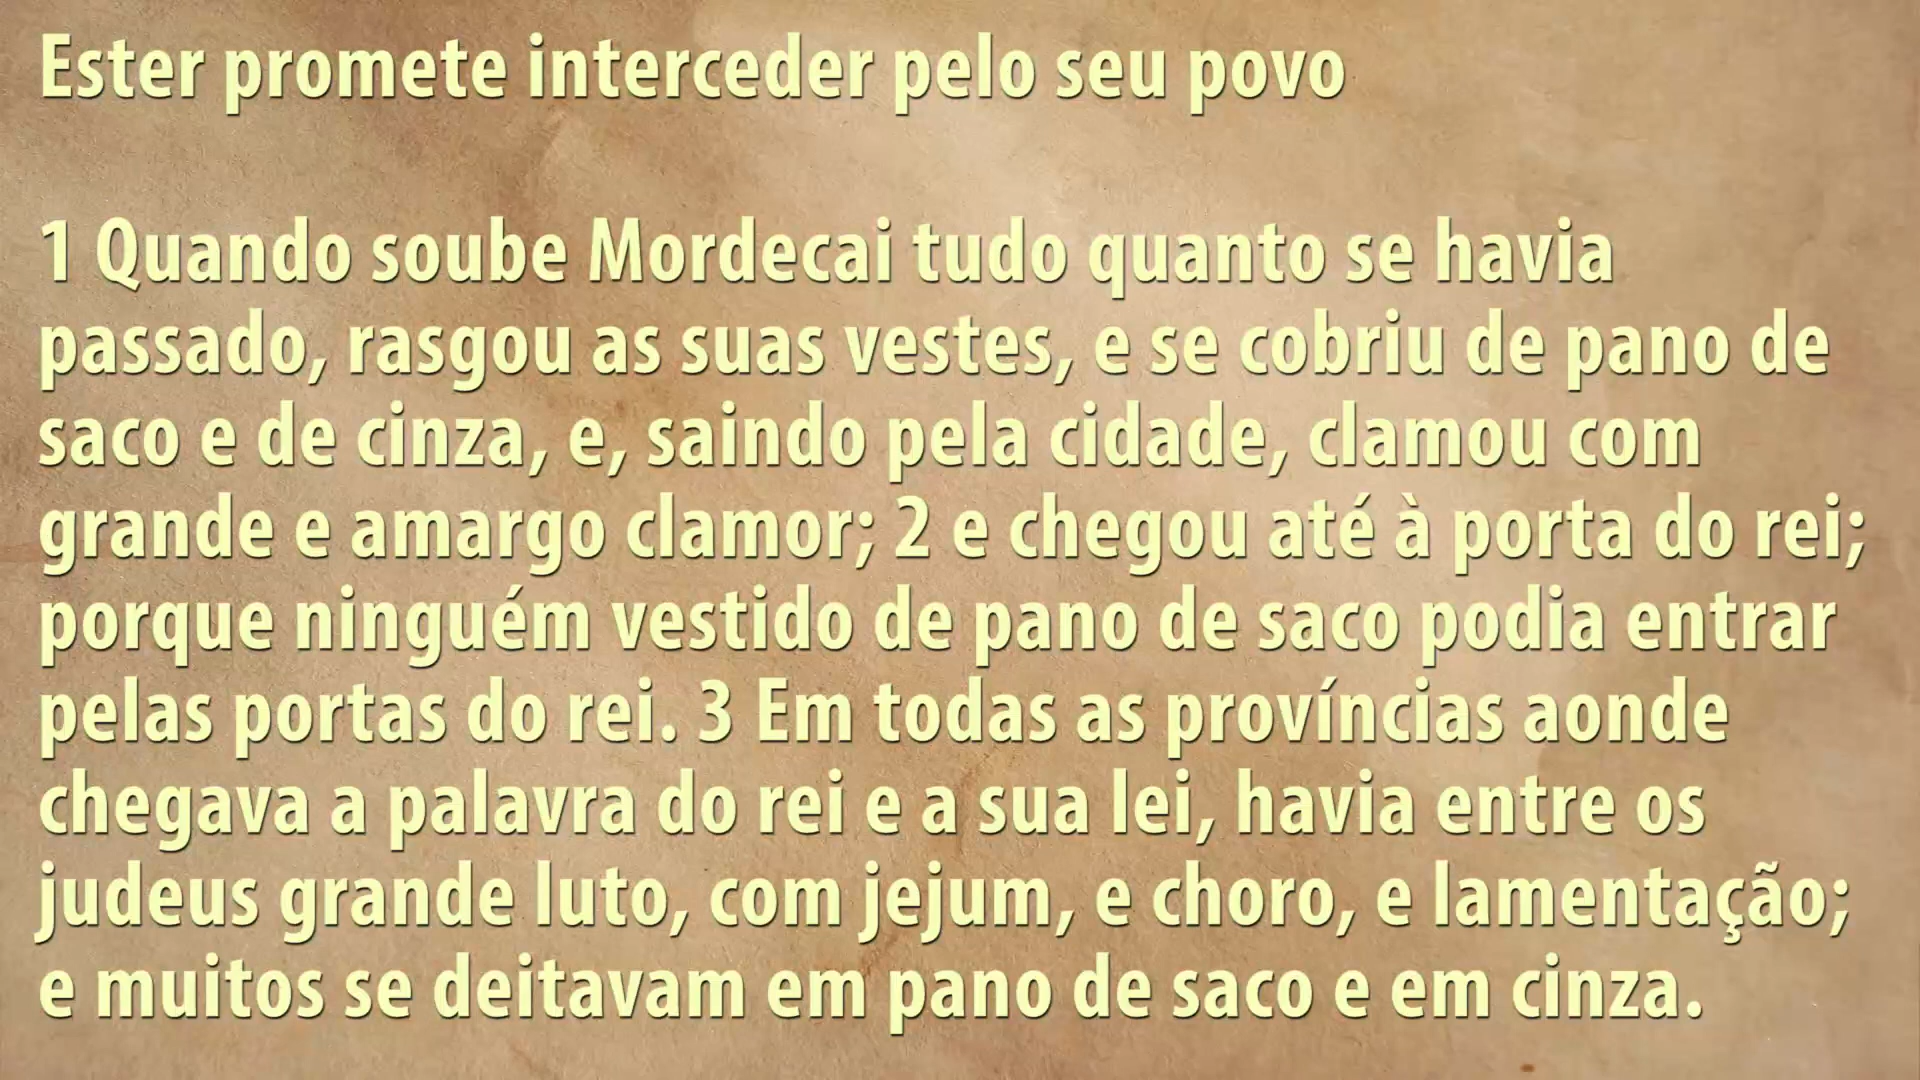 Ester promete interceder pelo seu povo
1 Quando soube Mordecai tudo quanto se havia
passado, rasgou as suas vestes, e se cobriu de pano de
saco e de cinza, e, saindo pela cidade, clamou com
grande e amargo clamor; 2 e chegou até à porta do rei;
porque ninguém vestido de pano de saco podia entrar
pelas portas do rei. 3 Em todas as províncias aonde
chegava a palavra do rei e a sua lei, havia entre os
judeus grande luto, com jejum, e choro, e lamentação;
e muitos se deitavam em pano de saco e em cinza.